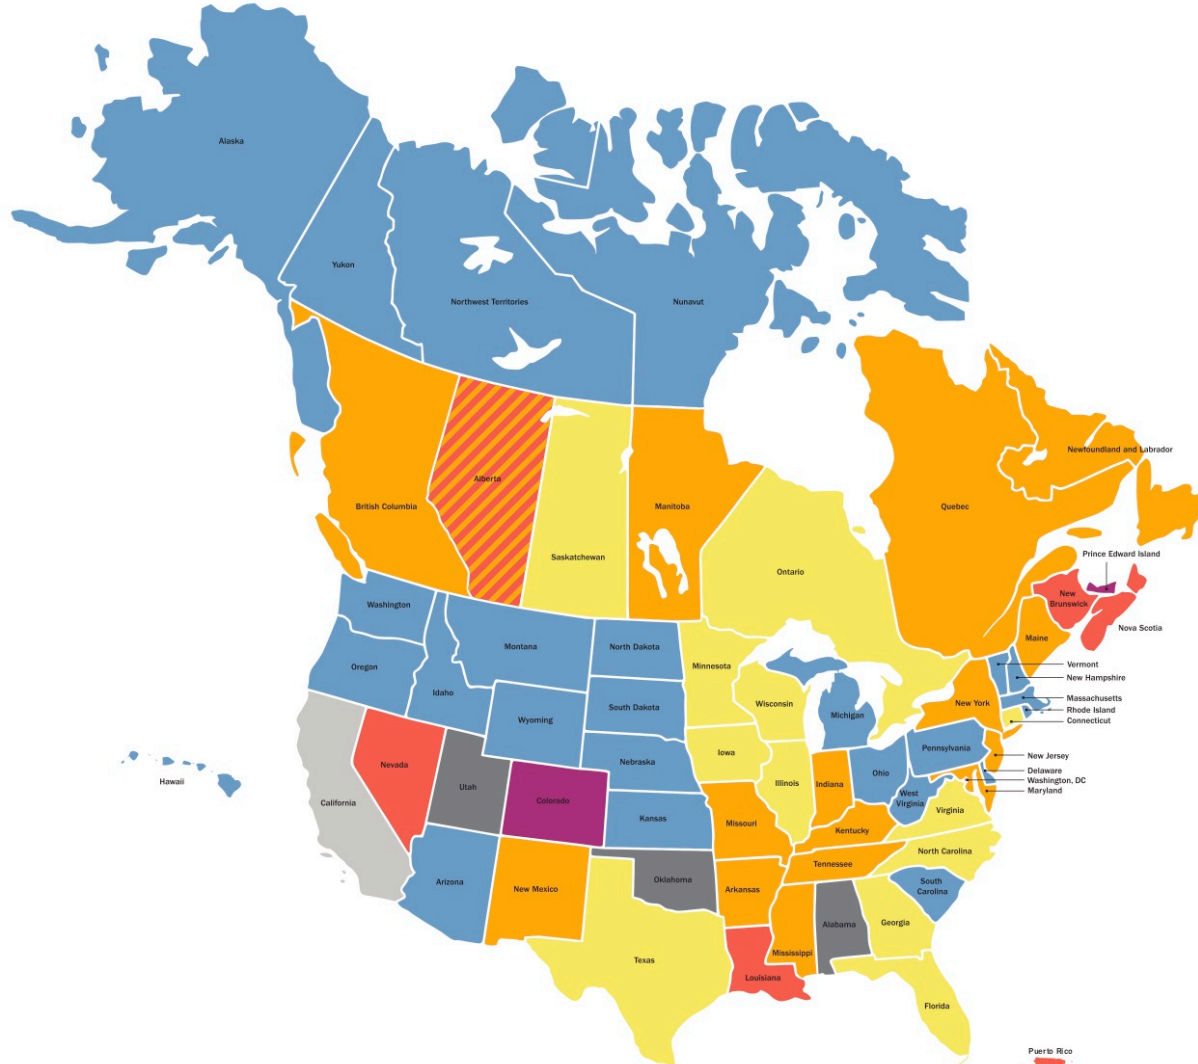 Alaska
Yukon
Northwest Territories
Nunavut
British Columbia
Alberta
Saskatchewan
Manitoba
Ontario
Quebec
Newfoundland and Labrador
Prince Edward Island
New
Brunswick
Nova Scotia
Maine
Washington
Oregon
Idaho
Montana
Wyoming
North Dakota
South Dakota
Nebraska
Kansas
Minnesota
Wisconsin
Iowa
Illinois
Michigan
Indiana
Ohio
New York
Pennsylvania
Vermont
New Hampshire
Massachusetts
Rhode Island
Connecticut
New Jersey
Delaware
Washington, DC
Maryland
West
Virginia
Virginia
Kentucky
North Carolina
Tennessee
South
Carolina
Georgia
Alabama
Mississippi
Florida
Louisiana
Arkansas
Missouri
Oklahoma
Texas
New Mexico
Colorado
Arizona
Utah
Nevada
California
Hawaii
Puerto Rico